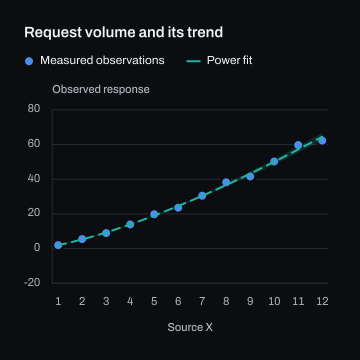 Request volume and its trend
Measured observations Power fit
Observed response
80
60
40
20
0
-20
1 2 3 4 5 6 7 8 9 10 11 12
Source X